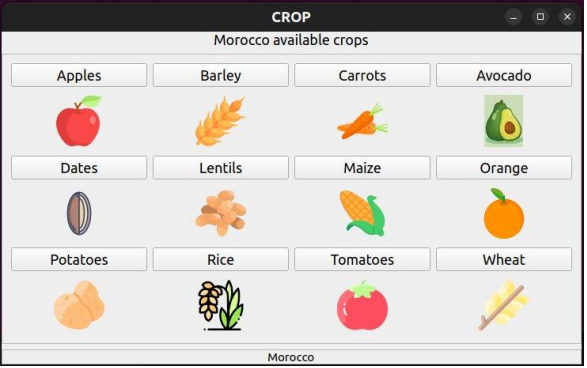 CROP
Morocco available crops
Apples Barley Carrots Avocado
Dates Lentils Maize Orange
Potatoes Rice Tomatoes Wheat
Morocco